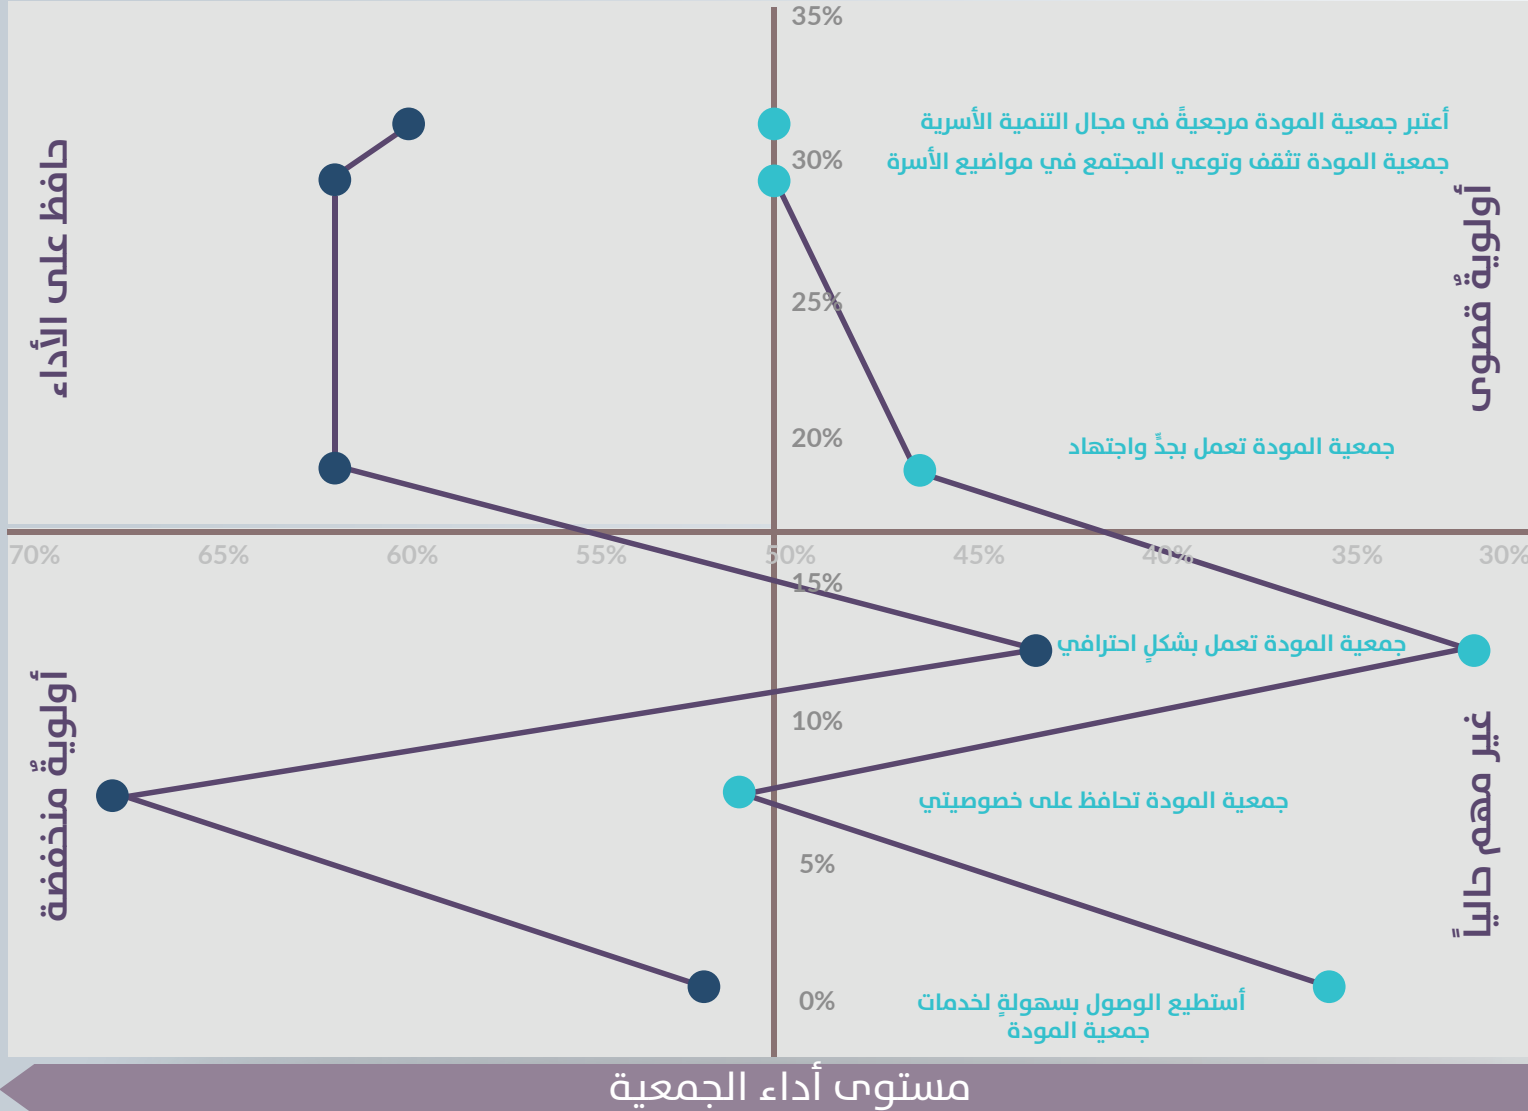 35%
أعتبر جمعية المودة مرجعيةً في مجال التنمية الأسرية
30%
جمعية المودة تثقف وتوعي المجتمع في مواضيع الأسرة
أولويةٌ قصوى
حافظ على الأداء
25%
20%
جمعية المودة تعمل بجدٍّ واجتهاد
30%
35%
40%
45%
50%
55%
60%
65%
70%
15%
جمعية المودة تعمل بشكلٍ احترافي
10%
غير مهم حالياً
أولويةٌ منخفضة
جمعية المودة تحافظ على خصوصيتي
5%
0%
أستطيع الوصول بسهولةٍ لخدمات
جمعية المودة
مستوى أداء الجمعية